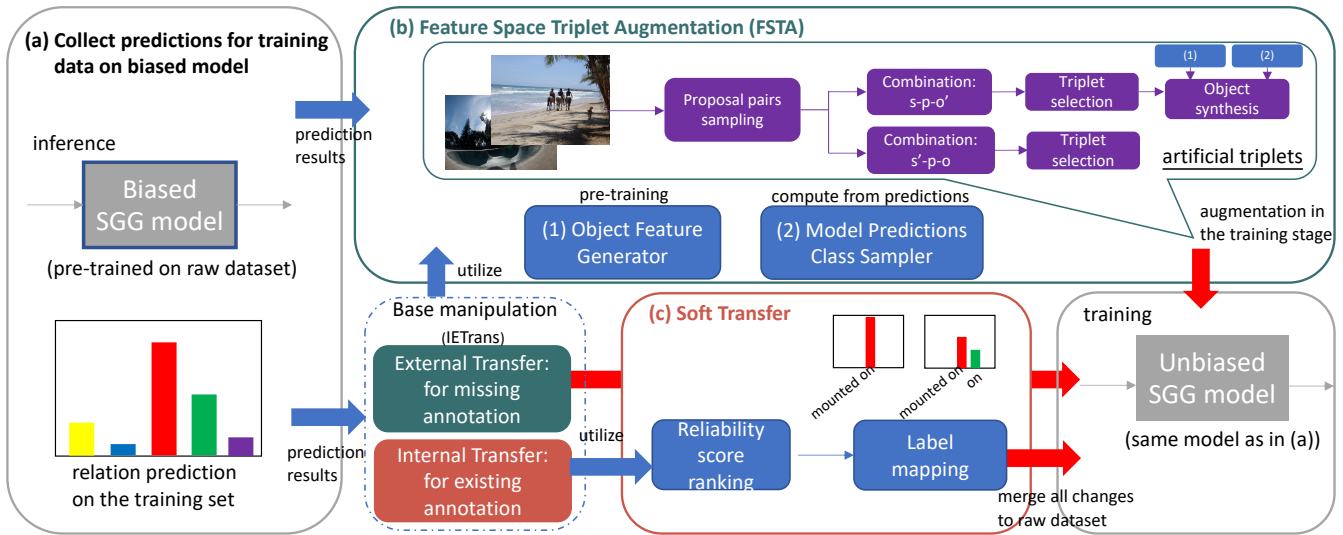 (a) Collect predictions for training
data on biased model
inference
Biased
SGG model
(pre-trained on raw dataset)
relation prediction
on the training set
prediction
results
prediction
results
(b) Feature Space Triplet Augmentation (FSTA)
Proposal pairs
sampling
Combination:
s-p-o'
Triplet
selection
(1)
(2)
Object
synthesis
Combination:
s'-p-o
Triplet
selection
artificial triplets
pre-training
(1) Object Feature
Generator
compute from predictions
(2) Model Predictions
Class Sampler
augmentation in
the training stage
utilize
Base manipulation
(IETrans)
External Transfer:
for missing
annotation
Internal Transfer:
for existing
annotation
utilize
(c) Soft Transfer
mounted on
mounted on
on
Reliability
score
ranking
Label
mapping
merge all changes
to raw dataset
training
Unbiased
SGG model
(same model as in (a))